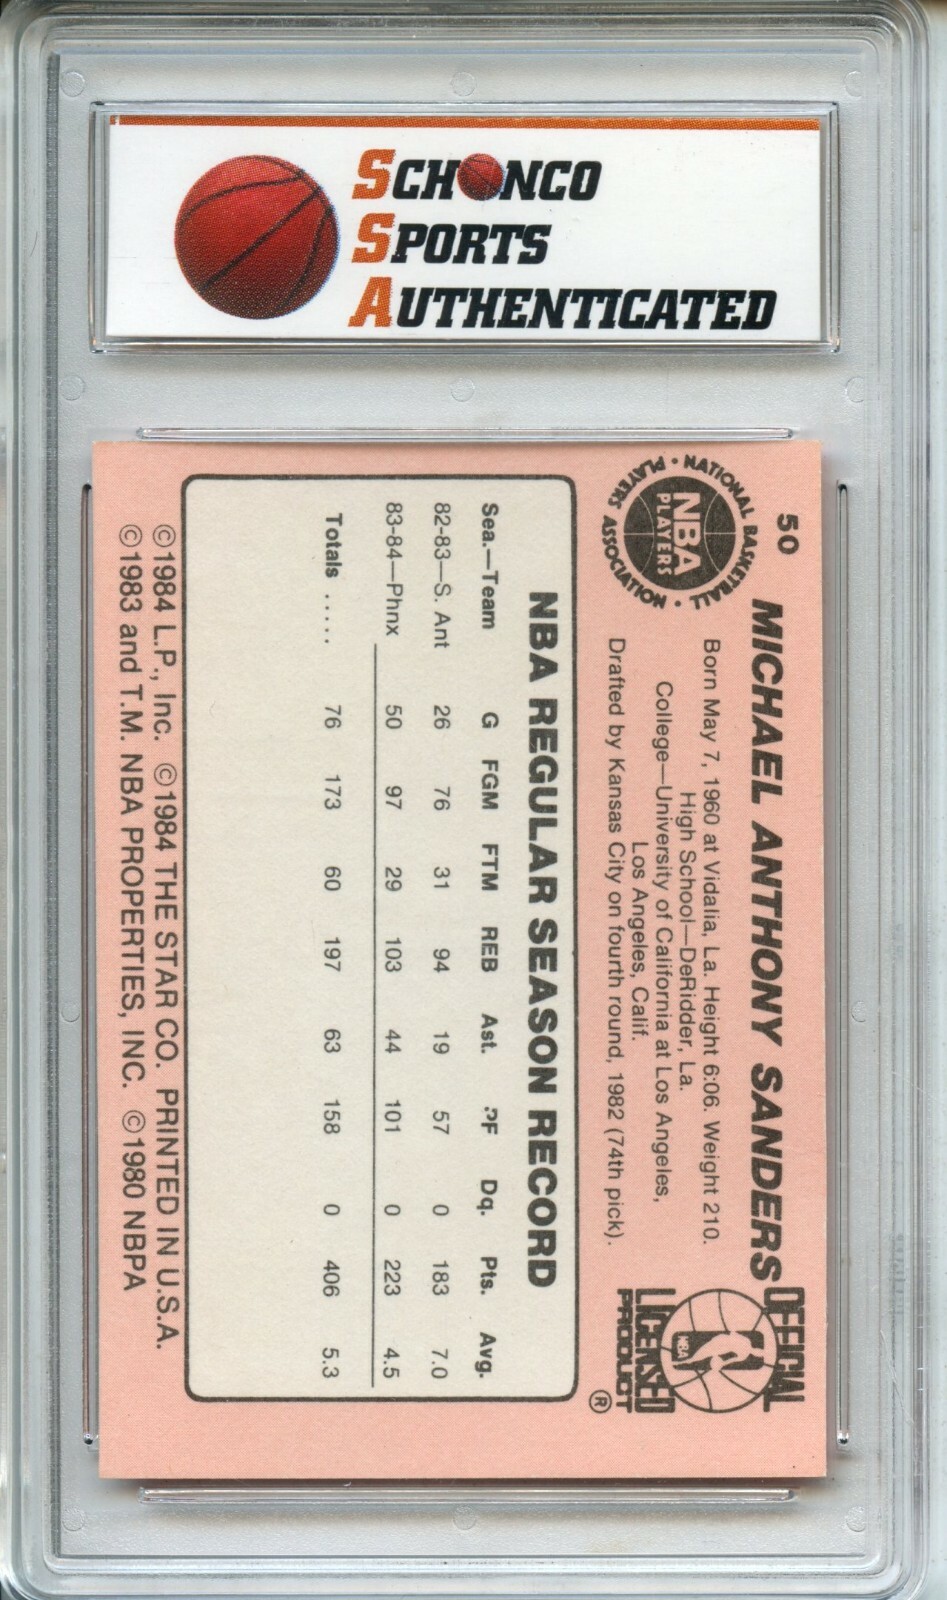 SCHONCO
SPORTS
AUTHENTICATED
50
MICHAEL ANTHONY SANDERS
Born May 7, 1960 at Vidalia, La. Height 6:06. Weight 210.
High School—DeRidder, La.
College—University of California at Los Angeles,
Los Angeles, Calif.
Drafted by Kansas City on fourth round, 1982 (74th pick).
NATIONAL BASKETBALL PLAYERS ASSOCIATION
NBA
PLAYERS
OFFICIAL
NBA
LICENSED
PRODUCT
®
NBA REGULAR SEASON RECORD
Sea.—Team G FGM FTM REB Ast. PF Dq. Pts. Avg.
82-83—S. Ant 26 76 31 94 19 57 0 183 7.0
83-84—Phnx 50 97 29 103 44 101 0 223 4.5
Totals ..... 76 173 60 197 63 158 0 406 5.3
©1984 L.P., Inc. ©1984 THE STAR CO. PRINTED IN U.S.A.
©1983 and T.M. NBA PROPERTIES, INC. ©1980 NBPA